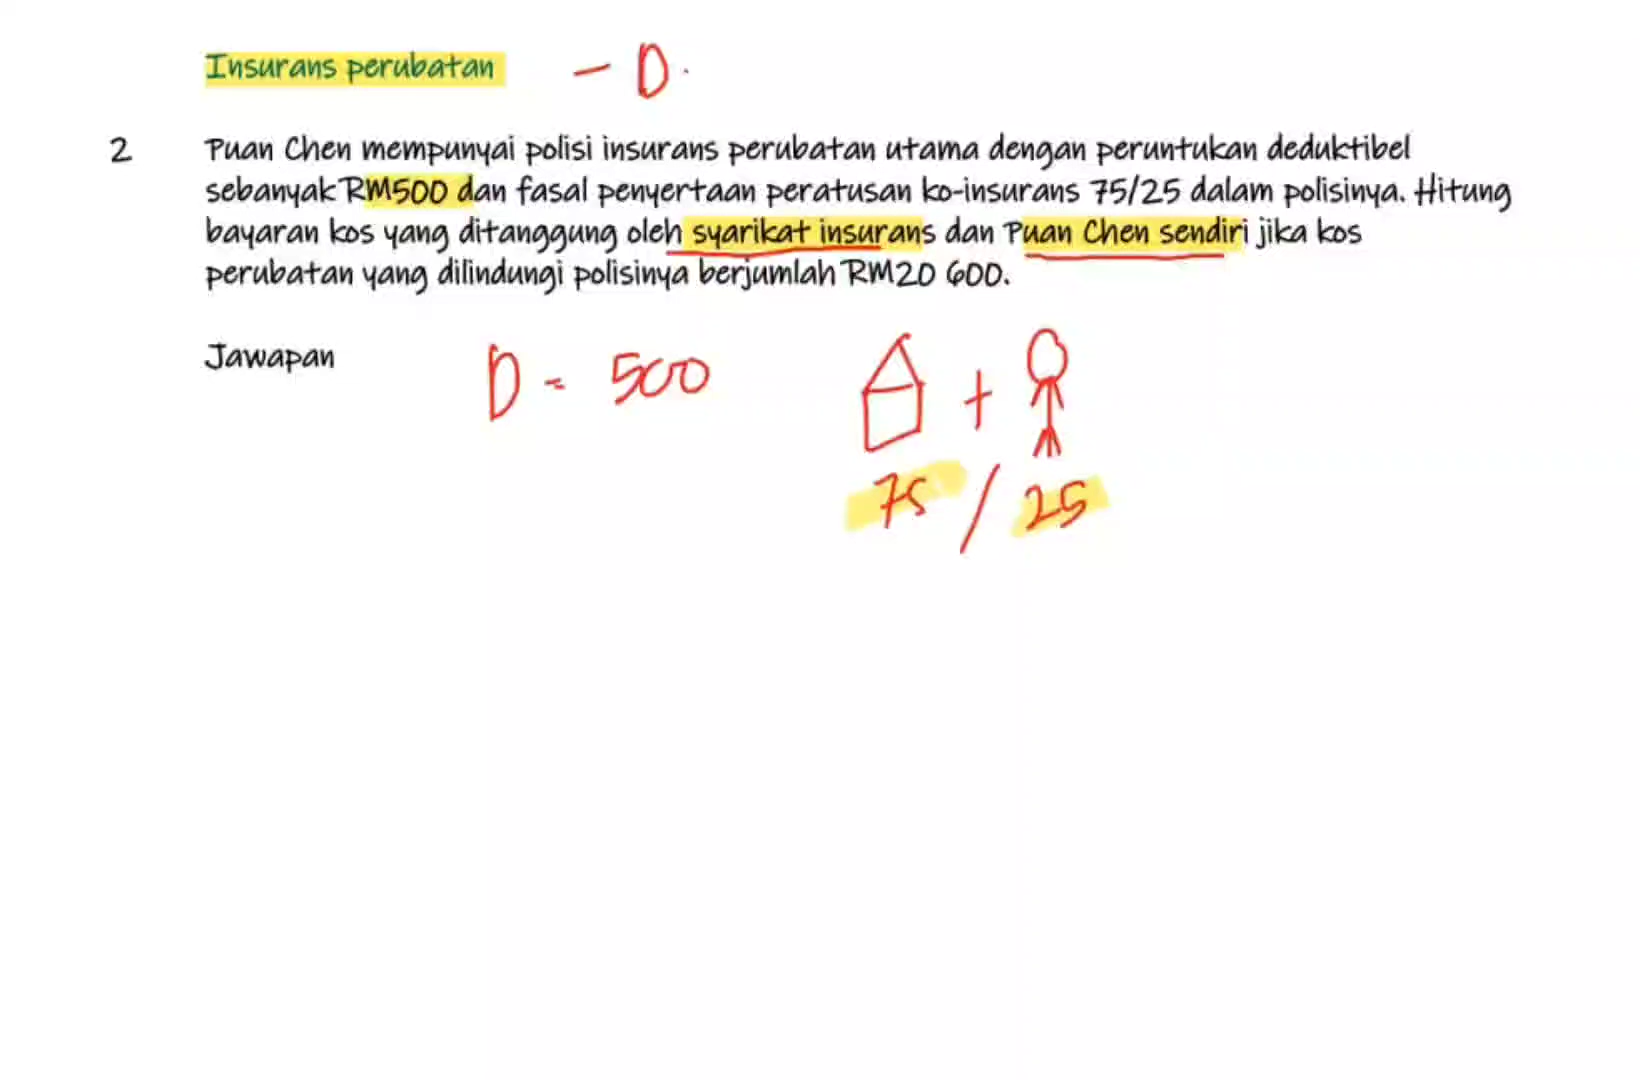 Insurans perubatan - D.
2 Puan Chen mempunyai polisi insurans perubatan utama dengan peruntukan deduktibel
sebanyak RM500 dan fasal penyertaan peratusan ko-insurans 75/25 dalam polisinya. Hitung
bayaran kos yang ditanggung oleh syarikat insurans dan Puan Chen sendiri jika kos
perubatan yang dilindungi polisinya berjumlah RM20 600.
Jawapan D = 500 +
75 / 25